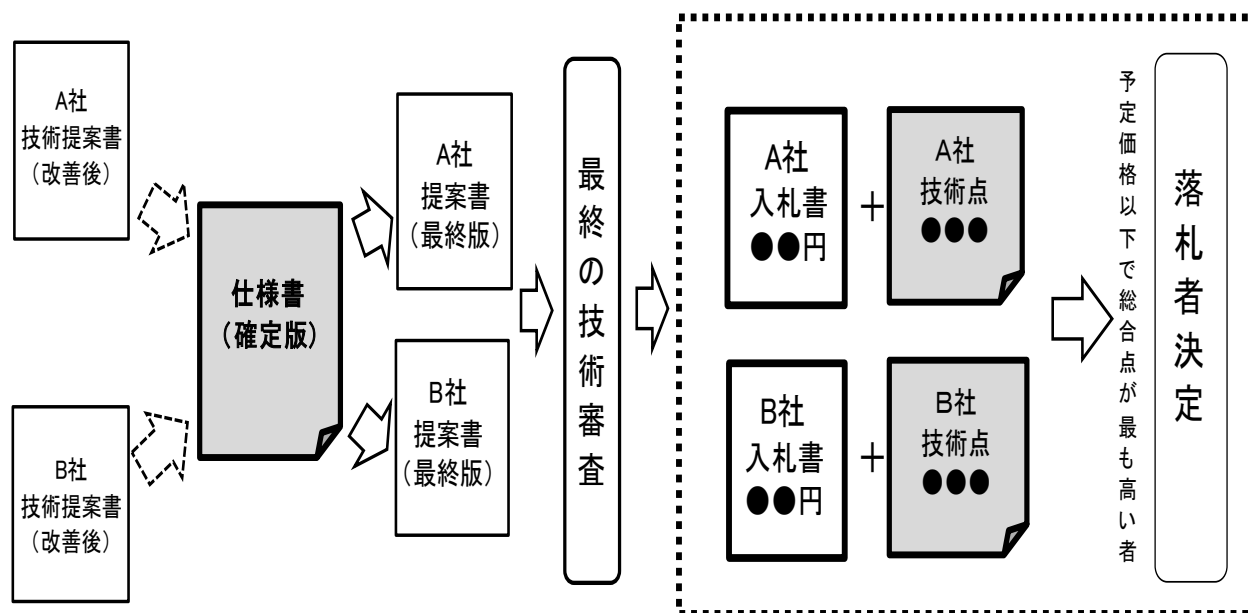 A社
技術提案書
（改善後）
B社
技術提案書
（改善後）
仕様書
（確定版）
A社
提案書
（最終版）
B社
提案書
（最終版）
最終の技術審査
A社
入札書
●●円
＋
A社
技術点
●●●
B社
入札書
●●円
＋
B社
技術点
●●●
予定価格以下で総合点が最も高い者
落札者決定